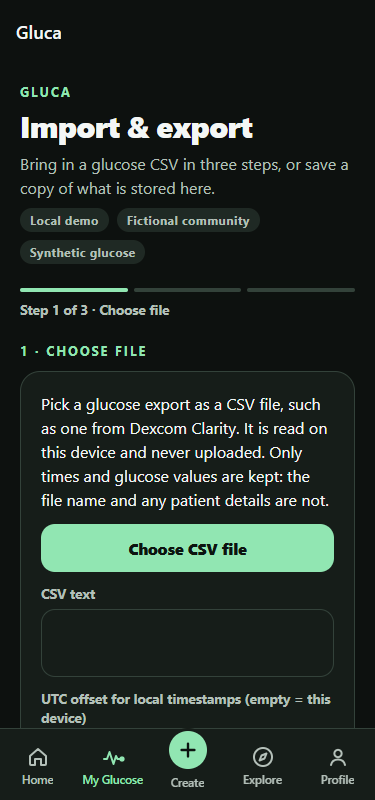 Gluca
GLUCA
Import & export
Bring in a glucose CSV in three steps, or save a
copy of what is stored here.
Local demo
Fictional community
Synthetic glucose
Step 1 of 3 · Choose file
1 · CHOOSE FILE
Pick a glucose export as a CSV file, such
as one from Dexcom Clarity. It is read on
this device and never uploaded. Only
times and glucose values are kept: the
file name and any patient details are not.
Choose CSV file
CSV text
UTC offset for local timestamps (empty = this
device)
Home
My Glucose
Create
Explore
Profile